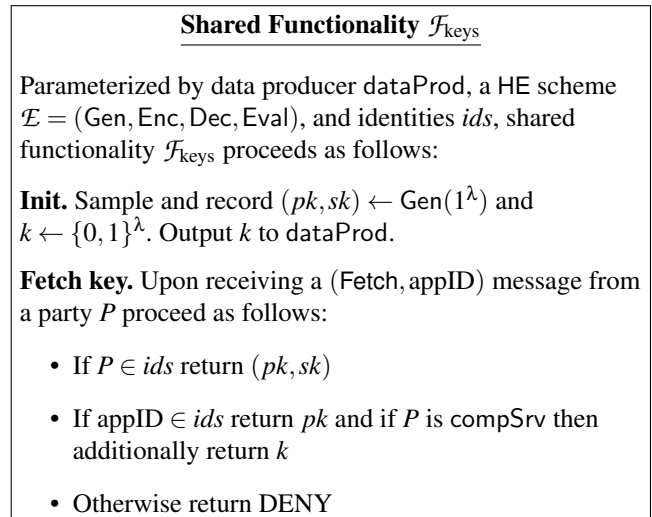 Shared Functionality ℱkeys
Parameterized by data producer dataProd, a HE scheme
ℰ = (Gen, Enc, Dec, Eval), and identities ids, shared
functionality ℱkeys proceeds as follows:
Init. Sample and record (pk, sk) ← Gen(1^λ) and
k ← {0, 1}^λ. Output k to dataProd.
Fetch key. Upon receiving a (Fetch, appID) message from
a party P proceed as follows:
• If P ∈ ids return (pk, sk)
• If appID ∈ ids return pk and if P is compSrv then
additionally return k
• Otherwise return DENY